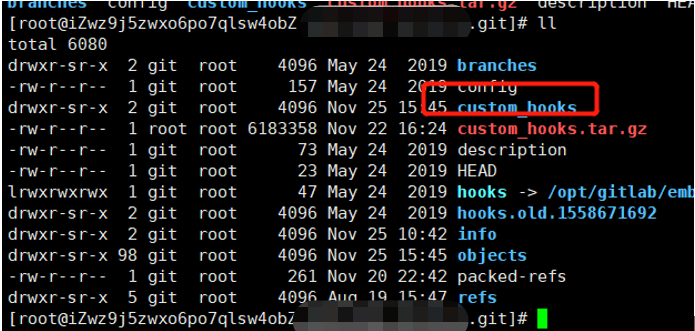 branches config custom_hooks custom_hooks.tar.gz description HEAD
[root@iZwz9j5zwxo6po7qlsw4obZ .git]# ll
total 6080
drwxr-sr-x 2 git root 4096 May 24 2019 branches
-rw-r--r-- 1 git root 157 May 24 2019 config
drwxr-sr-x 2 git root 4096 Nov 25 15:45 custom_hooks
-rw-r--r-- 1 root root 6183358 Nov 22 16:24 custom_hooks.tar.gz
-rw-r--r-- 1 git root 73 May 24 2019 description
-rw-r--r-- 1 git root 23 May 24 2019 HEAD
lrwxrwxrwx 1 git root 47 May 24 2019 hooks -> /opt/gitlab/emb
drwxr-sr-x 2 git root 4096 May 24 2019 hooks.old.1558671692
drwxr-sr-x 2 git root 4096 Nov 25 10:42 info
drwxr-sr-x 98 git root 4096 Nov 25 15:45 objects
-rw-r--r-- 1 git root 261 Nov 20 22:42 packed-refs
drwxr-sr-x 5 git root 4096 Aug 19 15:47 refs
[root@iZwz9j5zwxo6po7qlsw4obZ .git]#